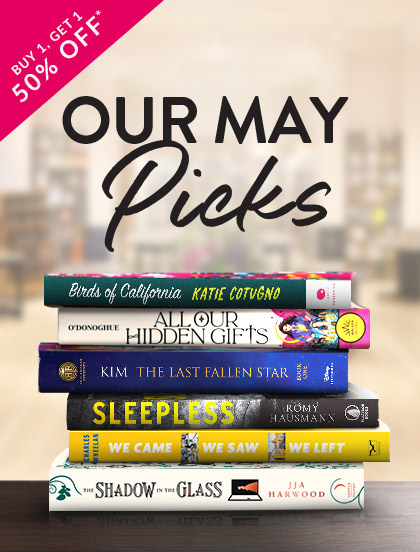 BUY 1, GET 1
50% OFF*
OUR MAY
Picks
Birds of California KATIE COTUGNO
O'DONOGHUE ALL OUR HIDDEN GIFTS
KIM THE LAST FALLEN STAR BOOK ONE
SLEEPLESS ROMY HAUSMANN
CHARLES WHEELAN WE CAME WE SAW WE LEFT
THE SHADOW IN THE GLASS JJA HARWOOD